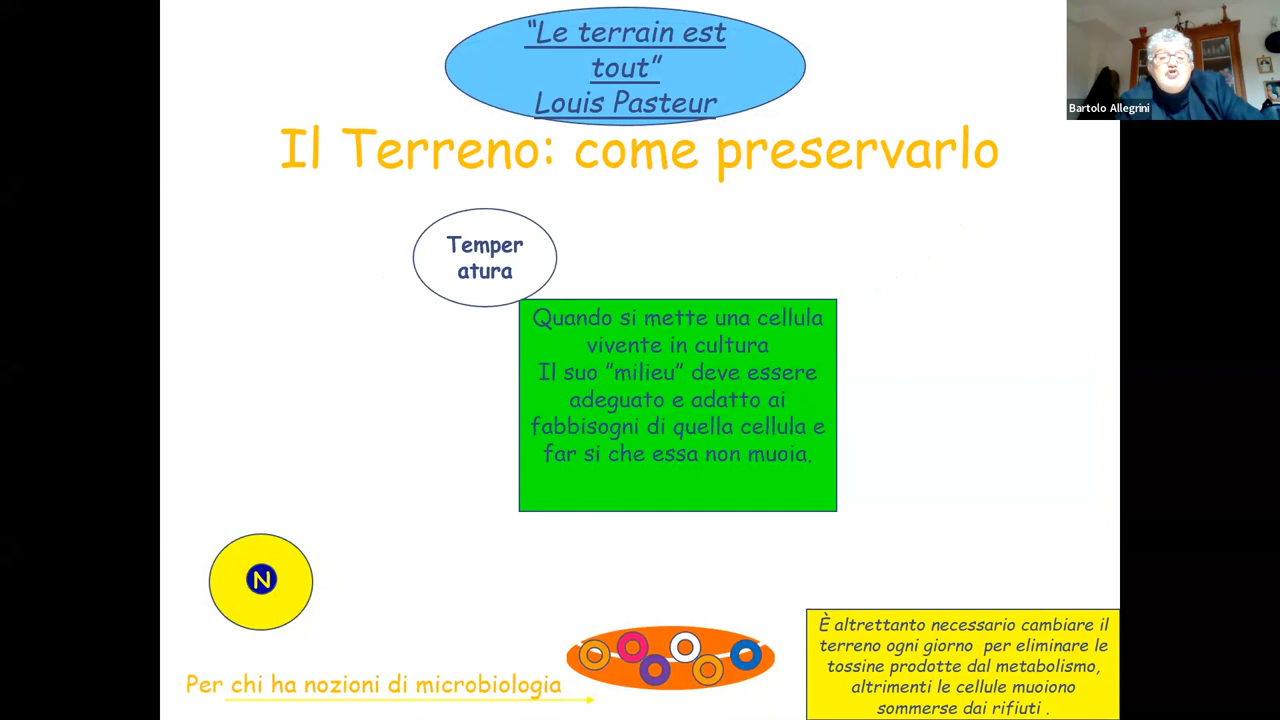 “Le terrain est
tout”
Louis Pasteur
Bartolo Allegrini
Il Terreno: come preservarlo
Temper
atura
Quando si mette una cellula
vivente in cultura
Il suo ”milieu” deve essere
adeguato e adatto ai
fabbisogni di quella cellula e
far si che essa non muoia.
N
È altrettanto necessario cambiare il
terreno ogni giorno per eliminare le
tossine prodotte dal metabolismo,
altrimenti le cellule muoiono
sommerse dai rifiuti .
Per chi ha nozioni di microbiologia